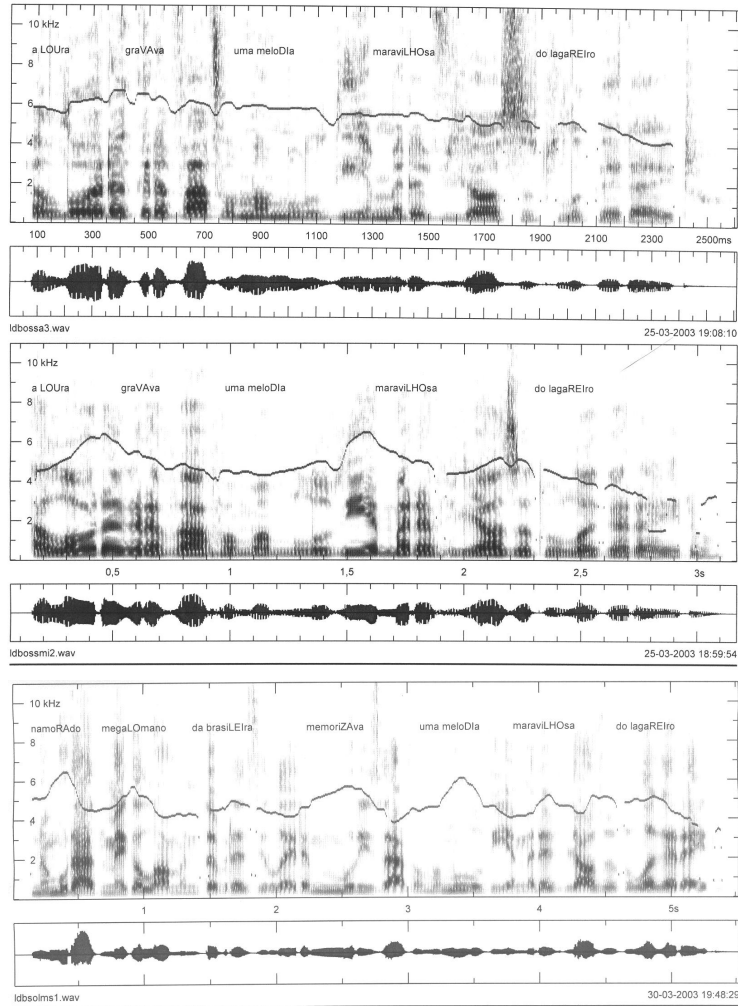 10 kHz
a LOUra graVAva uma meloDIa maraviLHOsa do lagaREIro
8
6
4
2
100 300 500 700 900 1100 1300 1500 1700 1900 2100 2300 2500ms
ldbossa3.wav 25-03-2003 19:08:10
10 kHz
a LOUra graVAva uma meloDIa maraviLHOsa do lagaREIro
8
6
4
2
0,5 1 1,5 2 2,5 3s
ldbossmi2.wav 25-03-2003 18:59:54
10 kHz
namoRAdo megaLOmano da brasiLEIra memoriZAva uma meloDIa maraviLHOsa do lagaREIro
8
6
4
2
1 2 3 4 5s
ldbsolms1.wav 30-03-2003 19:48:29